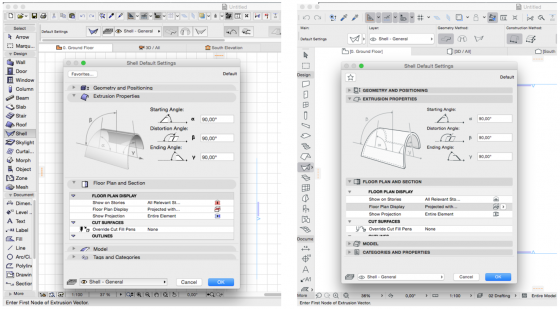 Untitled
Select
Arrow
Marqu...
Design
Wall
Door
Window
Column
Beam
Slab
Stair
Roof
Shell
Skylight
Curtai...
Morph
Object
Zone
Mesh
Document
Dimen...
Level ...
Text
Label
Fill
Line
Arc/Ci...
Polyline
Drawing
Section
More
Default Settings
Shell - General
0. Ground Floor
3D / All
South Elevation
Shell Default Settings
Favorites...
Default
Geometry and Positioning
Extrusion Properties
Starting Angle:
α 90,00°
Distortion Angle:
β 90,00°
Ending Angle:
γ 90,00°
Floor Plan and Section
FLOOR PLAN DISPLAY
Show on Stories All Relevant Sto...
Floor Plan Display Projected with...
Show Projection Entire Element
CUT SURFACES
Override Cut Fill Pens None
OUTLINES
Model
Tags and Categories
Shell - General
Cancel
OK
1:100
Enter First Node of Extrusion Vector.
Untitled
Main:
Layer:
Geometry Method:
Construction Method:
Default Settings
Shell - General
[0. Ground Floor]
[3D / All]
Design
Docume
More
Shell Default Settings
Default
GEOMETRY AND POSITIONING
EXTRUSION PROPERTIES
Starting Angle:
α 90,00°
Distortion Angle:
β 90,00°
Ending Angle:
γ 90,00°
FLOOR PLAN AND SECTION
FLOOR PLAN DISPLAY
Show on Stories All Relevant Sto...
Floor Plan Display Projected with...
Show Projection Entire Element
CUT SURFACES
Override Cut Fill Pens None
MODEL
CATEGORIES AND PROPERTIES
Shell - General
Cancel
OK
56% 0,00° 1:100 02 Drafting Entire Model
Enter First Node of Extrusion Vector.